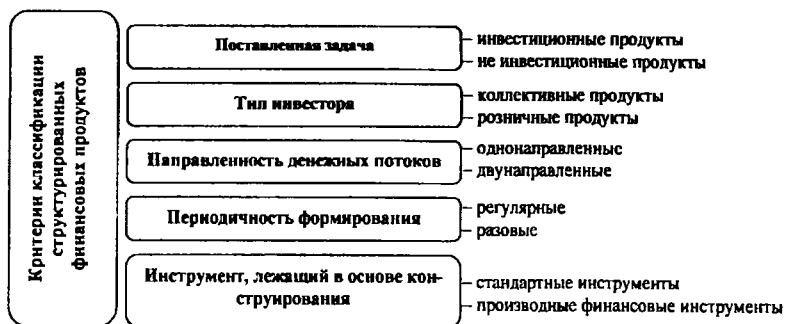 Критерии классификации
структурированных
финансовых продуктов
Поставленная задача
инвестиционные продукты
не инвестиционные продукты
Тип инвестора
коллективные продукты
розничные продукты
Направленность денежных потоков
однонаправленные
двунаправленные
Периодичность формирования
регулярные
разовые
Инструмент, лежащий в основе кон-
струирования
стандартные инструменты
производные финансовые инструменты